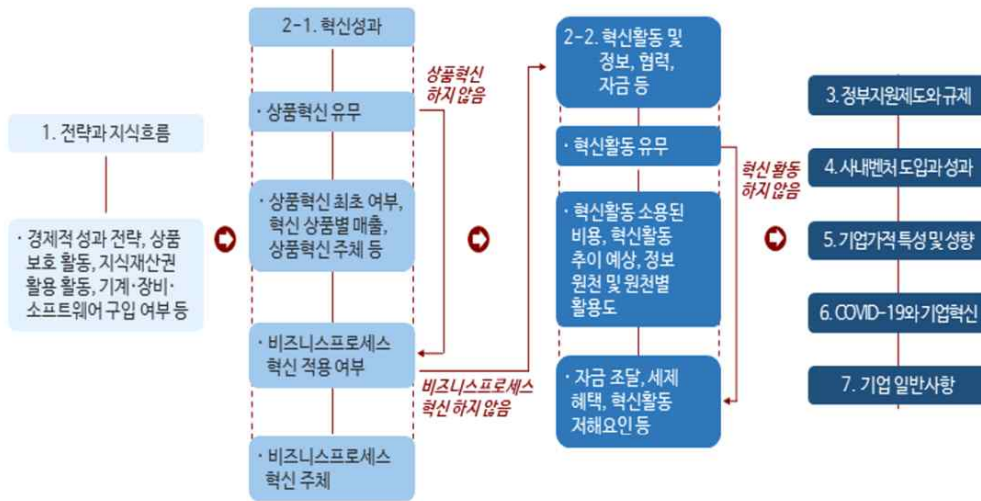 1. 전략과 지식흐름
· 경제적 성과 전략, 상품
보호 활동, 지식재산권
활용 활동, 기계·장비·
소프트웨어 구입 여부 등
2-1. 혁신성과
· 상품혁신 유무
· 상품혁신 최초 여부,
혁신 상품별 매출,
상품혁신 주체 등
· 비즈니스프로세스
혁신 적용 여부
· 비즈니스프로세스
혁신 주체
상품혁신
하지 않음
비즈니스프로세스
혁신 하지 않음
2-2. 혁신활동 및
정보, 협력,
자금 등
· 혁신활동 유무
· 혁신활동 소용된
비용, 혁신활동
추이 예상, 정보
원천 및 원천별
활용도
· 자금 조달, 세제
혜택, 혁신활동
저해요인 등
혁신 활동
하지 않음
3. 정부지원제도와 규제
4. 사내벤처 도입과 성과
5. 기업가적 특성 및 성향
6. COVID-19와 기업혁신
7. 기업 일반사항